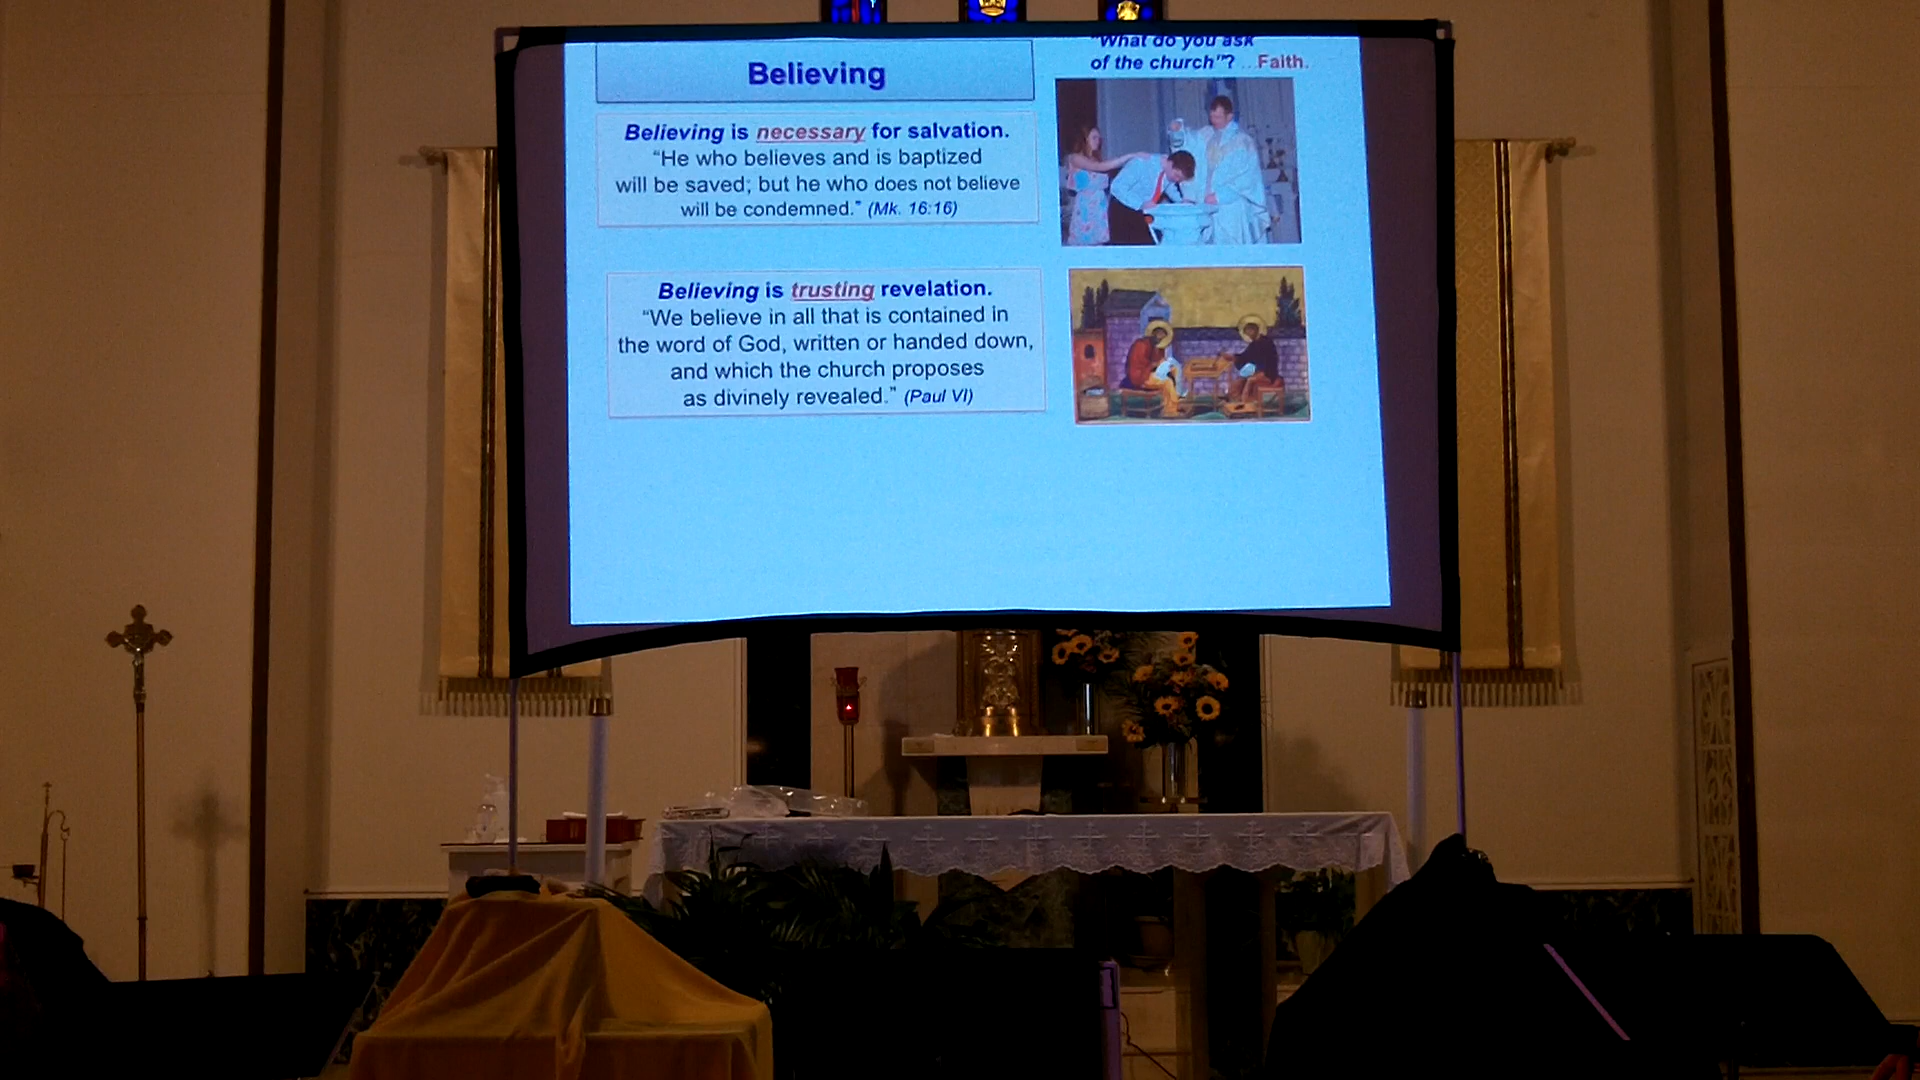 Believing
"What do you ask
of the church"? ...Faith.
Believing is necessary for salvation.
"He who believes and is baptized
will be saved; but he who does not believe
will be condemned." (Mk. 16:16)
Believing is trusting revelation.
"We believe in all that is contained in
the word of God, written or handed down,
and which the church proposes
as divinely revealed." (Paul VI)